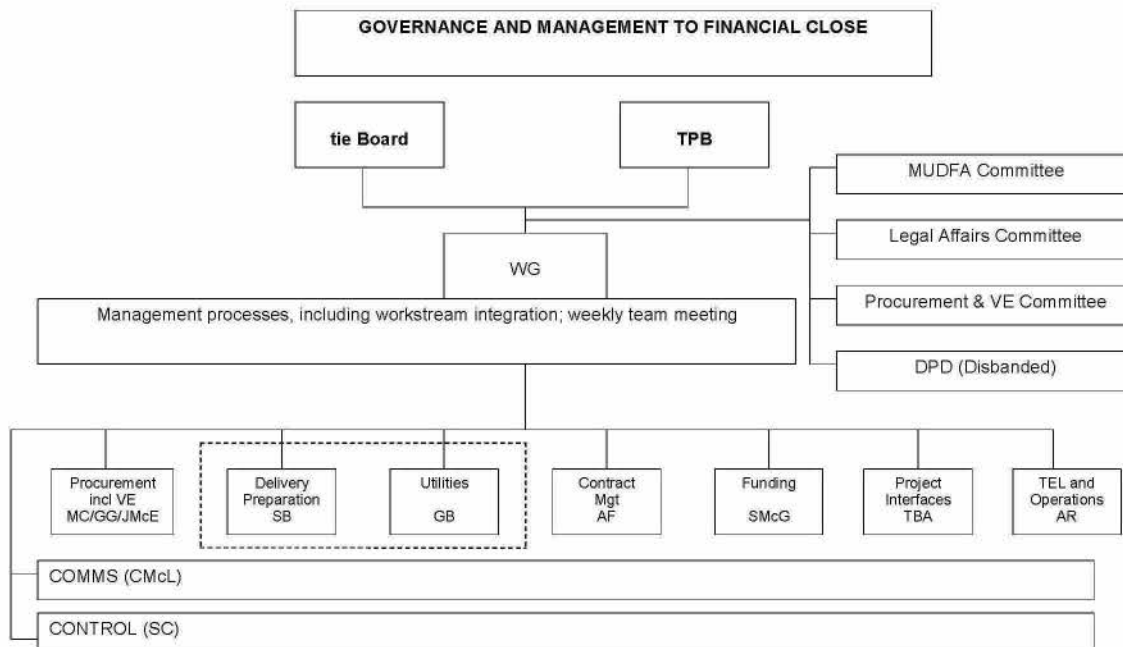 GOVERNANCE AND MANAGEMENT TO FINANCIAL CLOSE
tie Board
TPB
MUDFA Committee
Legal Affairs Committee
WG
Procurement & VE Committee
Management processes, including workstream integration; weekly team meeting
DPD (Disbanded)
Procurement
incl VE
MC/GG/JMcE
Delivery
Preparation
SB
Utilities
GB
Contract
Mgt
AF
Funding
SMcG
Project
Interfaces
TBA
TEL and
Operations
AR
COMMS (CMcL)
CONTROL (SC)